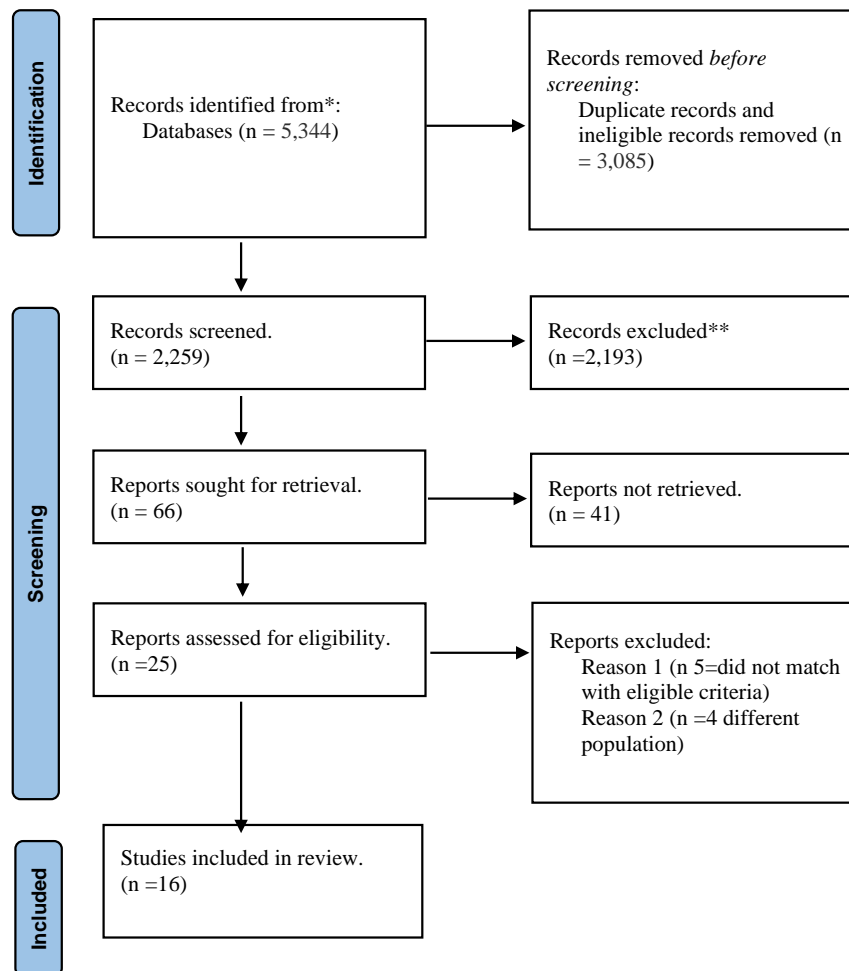 Identification
Records identified from*:
Databases (n = 5,344)
Records removed before
screening:
Duplicate records and
ineligible records removed (n
= 3,085)
Screening
Records screened.
(n = 2,259)
Records excluded**
(n =2,193)
Reports sought for retrieval.
(n = 66)
Reports not retrieved.
(n = 41)
Reports assessed for eligibility.
(n =25)
Reports excluded:
Reason 1 (n 5=did not match
with eligible criteria)
Reason 2 (n =4 different
population)
Included
Studies included in review.
(n =16)